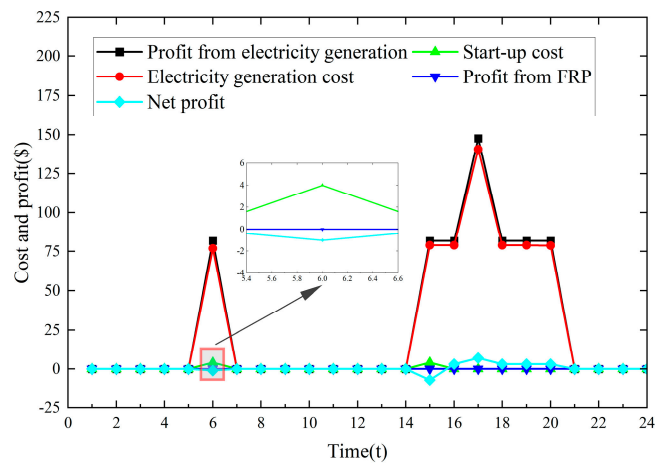 225
200
175
150
125
100
75
50
25
0
-25
Cost and profit($)
Profit from electricity generation
Start-up cost
Electricity generation cost
Profit from FRP
Net profit
6
4
2
0
-2
-4
5.4 5.6 5.8 6.0 6.2 6.4 6.6
0 2 4 6 8 10 12 14 16 18 20 22 24
Time(t)